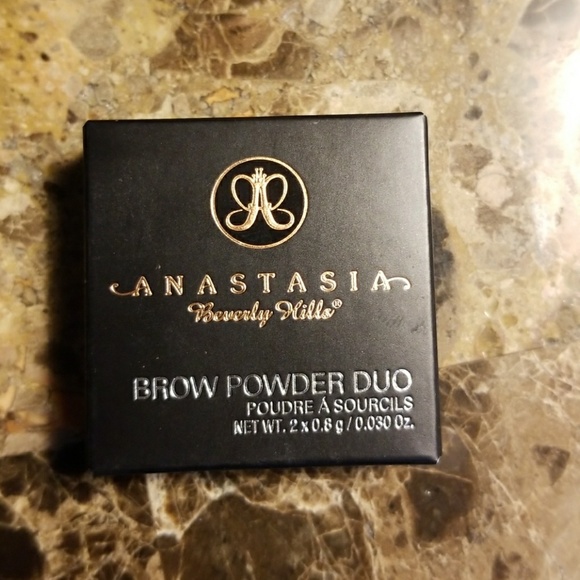 ANASTASIA
Beverly Hills®
BROW POWDER DUO
POUDRE À SOURCILS
NET WT. 2 x 0.8 g / 0.030 Oz.